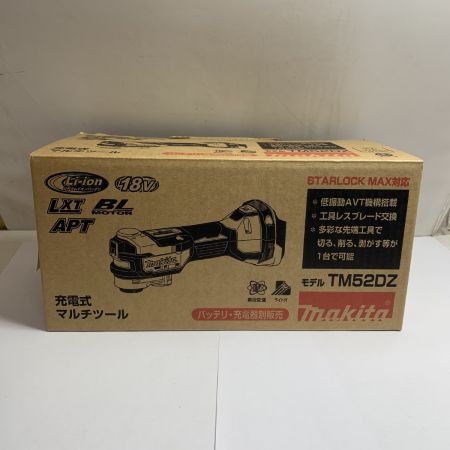 Li-ion
18V
LXT BL
MOTOR
APT
充電式
マルチツール
バッテリ・充電器別販売
STARLOCK MAX対応
• 低振動AVT機構搭載
• 工具レスブレード交換
• 多彩な先端工具で
切る、削る、剥がす等が
1台で可能
モデル TM52DZ
makita